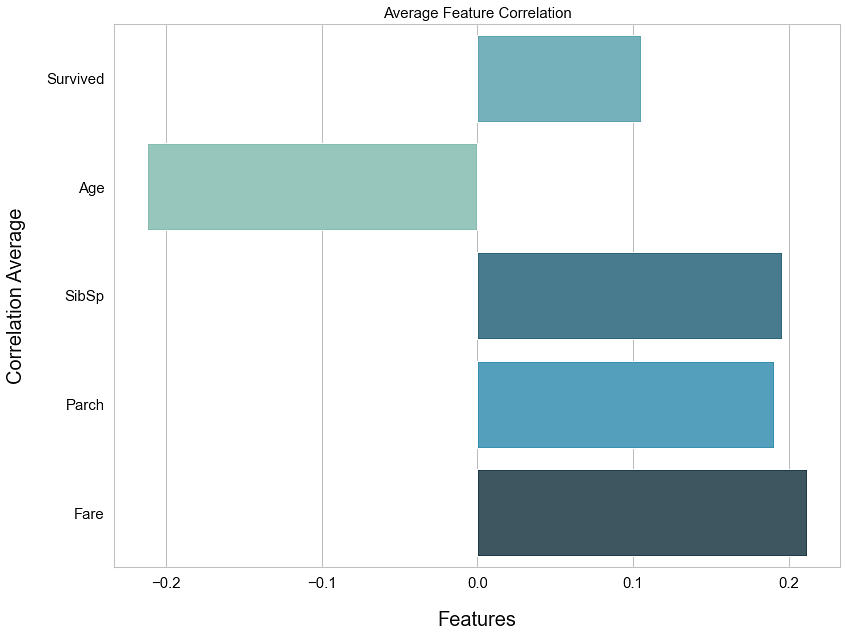 Average Feature Correlation
Survived
Age
SibSp
Parch
Fare
Correlation Average
−0.2
−0.1
0.0
0.1
0.2
Features